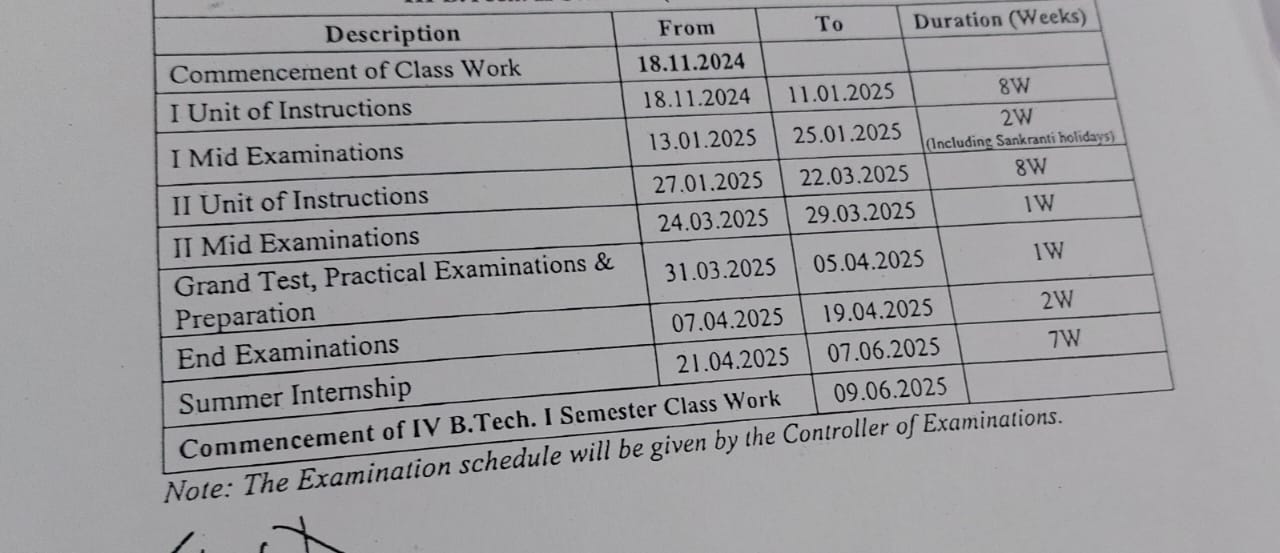 Description From To Duration (Weeks)
Commencement of Class Work 18.11.2024
I Unit of Instructions 18.11.2024 11.01.2025 8W
I Mid Examinations 13.01.2025 25.01.2025 2W
(Including Sankranti holidays)
II Unit of Instructions 27.01.2025 22.03.2025 8W
II Mid Examinations 24.03.2025 29.03.2025 1W
Grand Test, Practical Examinations &
Preparation 31.03.2025 05.04.2025 1W
End Examinations 07.04.2025 19.04.2025 2W
Summer Internship 21.04.2025 07.06.2025 7W
Commencement of IV B.Tech. I Semester Class Work 09.06.2025
Note: The Examination schedule will be given by the Controller of Examinations.